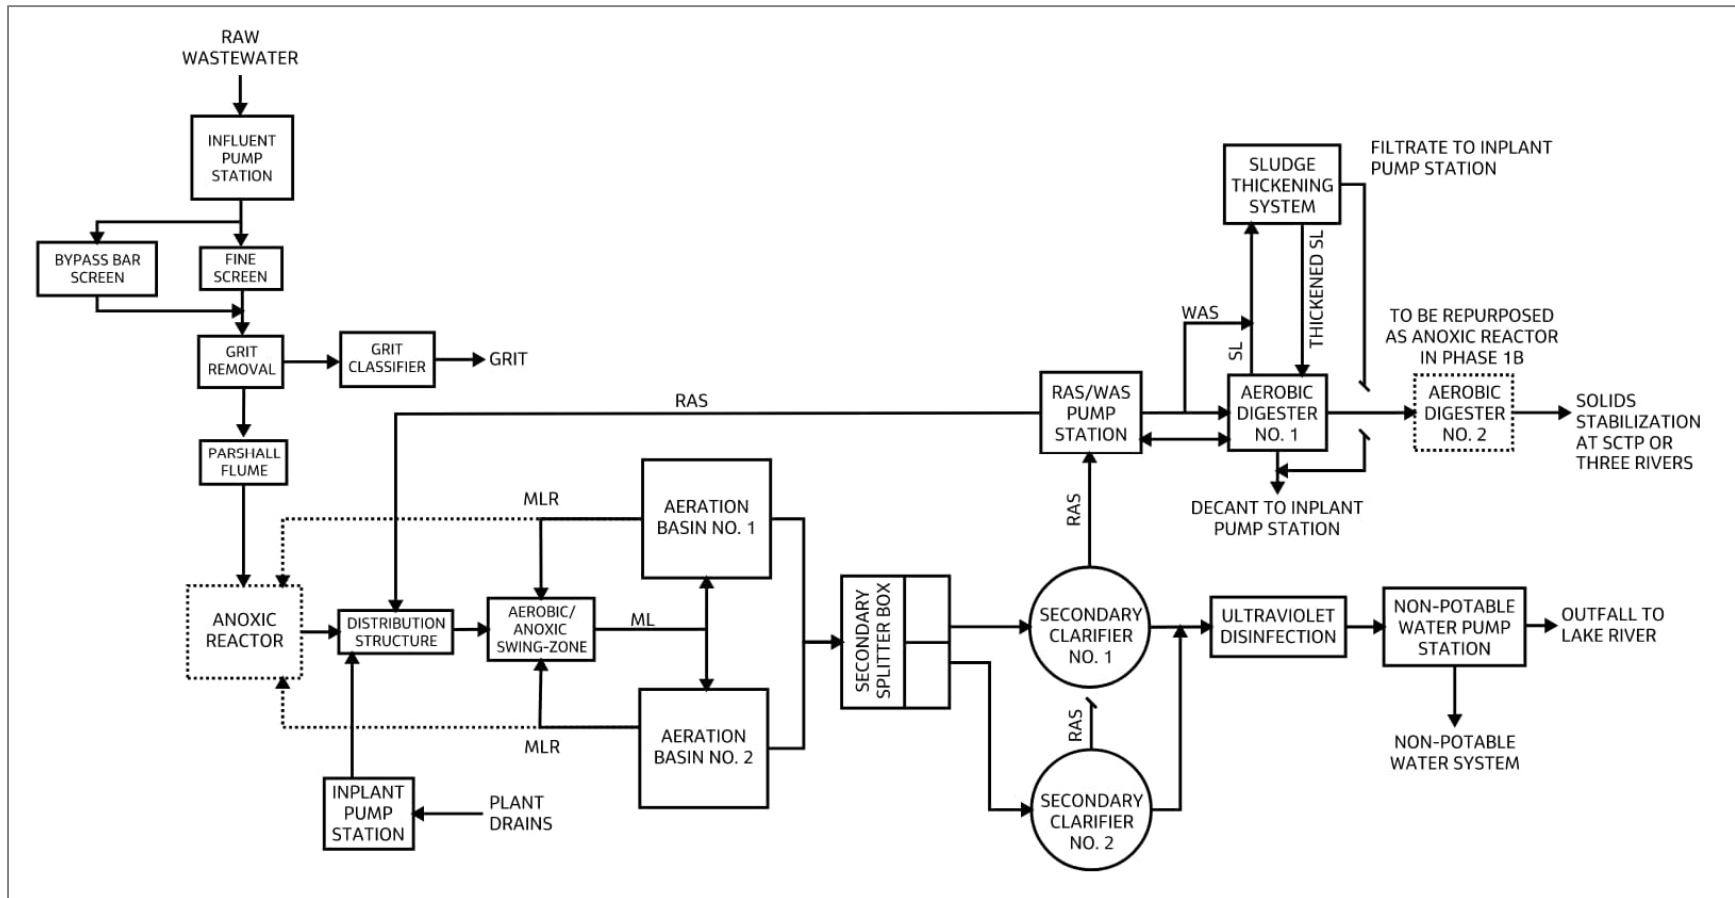 RAW
WASTEWATER
INFLUENT
PUMP
STATION
BYPASS BAR
SCREEN
FINE
SCREEN
GRIT
REMOVAL
GRIT
CLASSIFIER
GRIT
PARSHALL
FLUME
ANOXIC
REACTOR
DISTRIBUTION
STRUCTURE
INPLANT
PUMP
STATION
PLANT
DRAINS
RAS
MLR
AEROBIC/
ANOXIC
SWING-ZONE
ML
MLR
AERATION
BASIN NO. 1
AERATION
BASIN NO. 2
SECONDARY
SPLITTER BOX
SECONDARY
CLARIFIER
NO. 1
RAS
SECONDARY
CLARIFIER
NO. 2
RAS
RAS/WAS
PUMP
STATION
WAS
SL
THICKENED SL
SLUDGE
THICKENING
SYSTEM
FILTRATE TO INPLANT
PUMP STATION
AEROBIC
DIGESTER
NO. 1
DECANT TO INPLANT
PUMP STATION
TO BE REPURPOSED
AS ANOXIC REACTOR
IN PHASE 1B
AEROBIC
DIGESTER
NO. 2
SOLIDS
STABILIZATION
AT SCTP OR
THREE RIVERS
ULTRAVIOLET
DISINFECTION
NON-POTABLE
WATER PUMP
STATION
OUTFALL TO
LAKE RIVER
NON-POTABLE
WATER SYSTEM